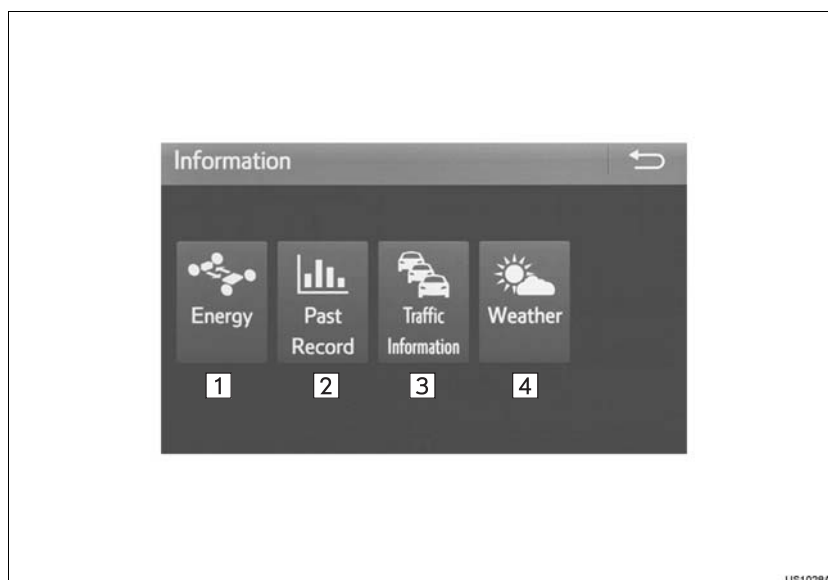 Information
Energy
Past
Record
Traffic
Information
Weather
1
2
3
4